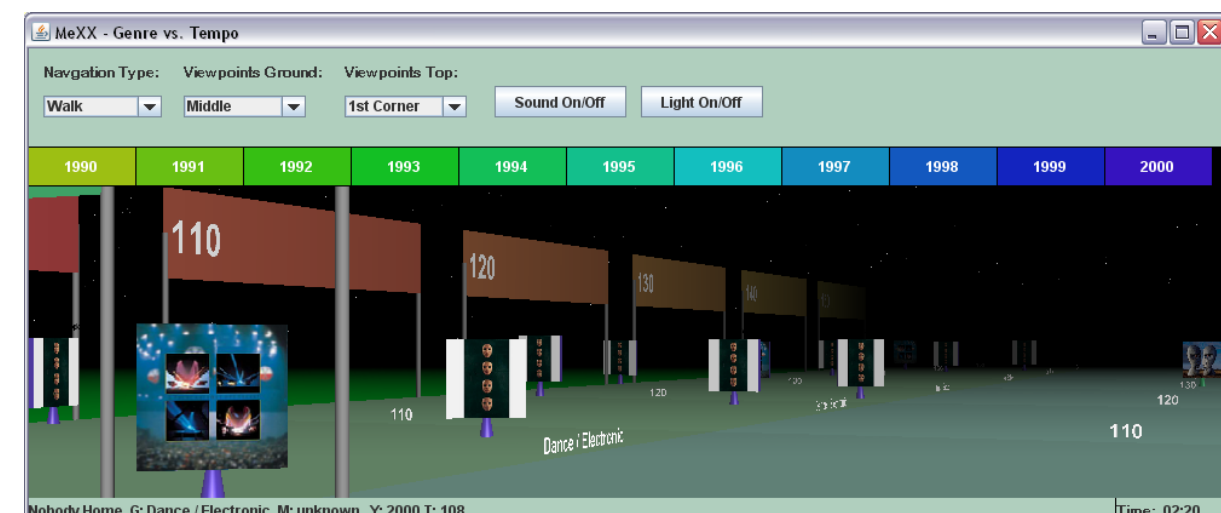 MeXX - Genre vs. Tempo
Navgation Type: Viewpoints Ground: Viewpoints Top:
Walk Middle 1st Corner Sound On/Off Light On/Off
1990 1991 1992 1993 1994 1995 1996 1997 1998 1999 2000
110
120
130
140
110 120 120 130 120
Dance / Electronic
110
Nobody Home G: Dance / Electronic M: unknown Y: 2000 T: 108 Time: 02:20